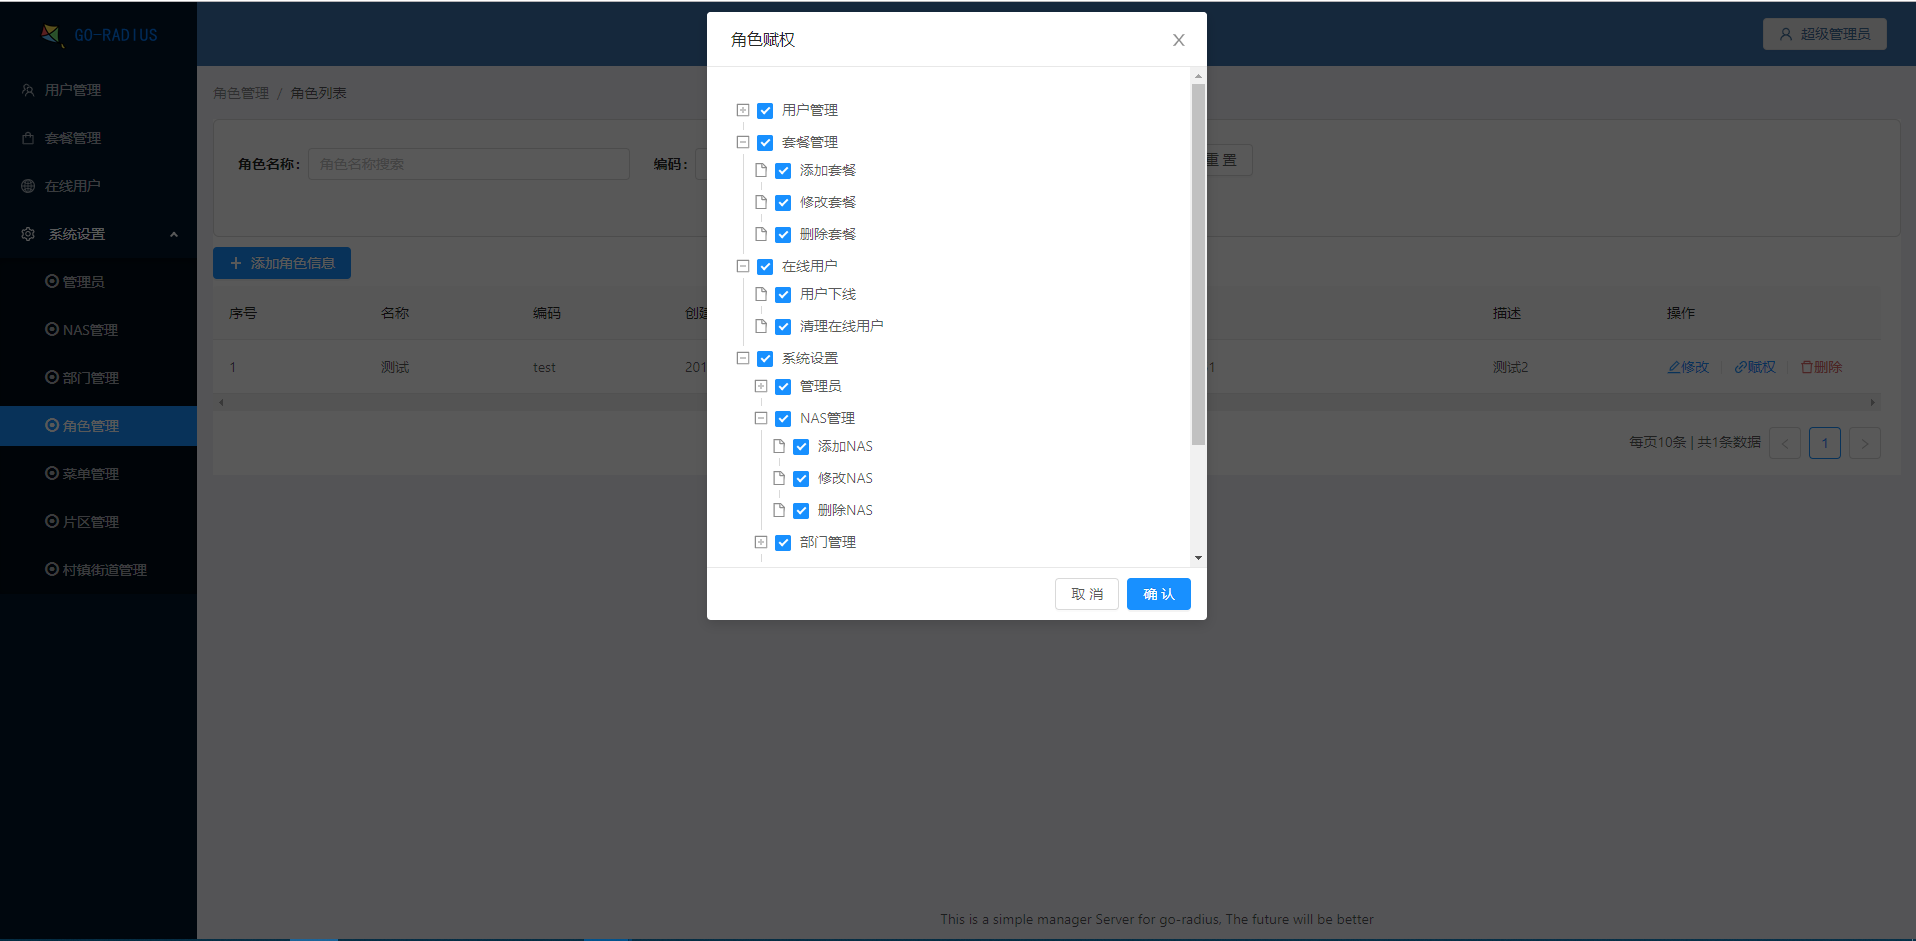 GO-RADIUS
超级管理员
用户管理
套餐管理
在线用户
系统设置
管理员
NAS管理
部门管理
角色管理
菜单管理
片区管理
村镇街道管理
角色管理 / 角色列表
角色名称: 角色名称搜索 编码: 重 置
+ 添加角色信息
序号 名称 编码 创建 描述 操作
1 测试 test 201 1 测试2 修改 赋权 删除
每页10条 | 共1条数据 < 1 >
角色赋权
用户管理
套餐管理
添加套餐
修改套餐
删除套餐
在线用户
用户下线
清理在线用户
系统设置
管理员
NAS管理
添加NAS
修改NAS
删除NAS
部门管理
取 消 确 认
This is a simple manager Server for go-radius, The future will be better